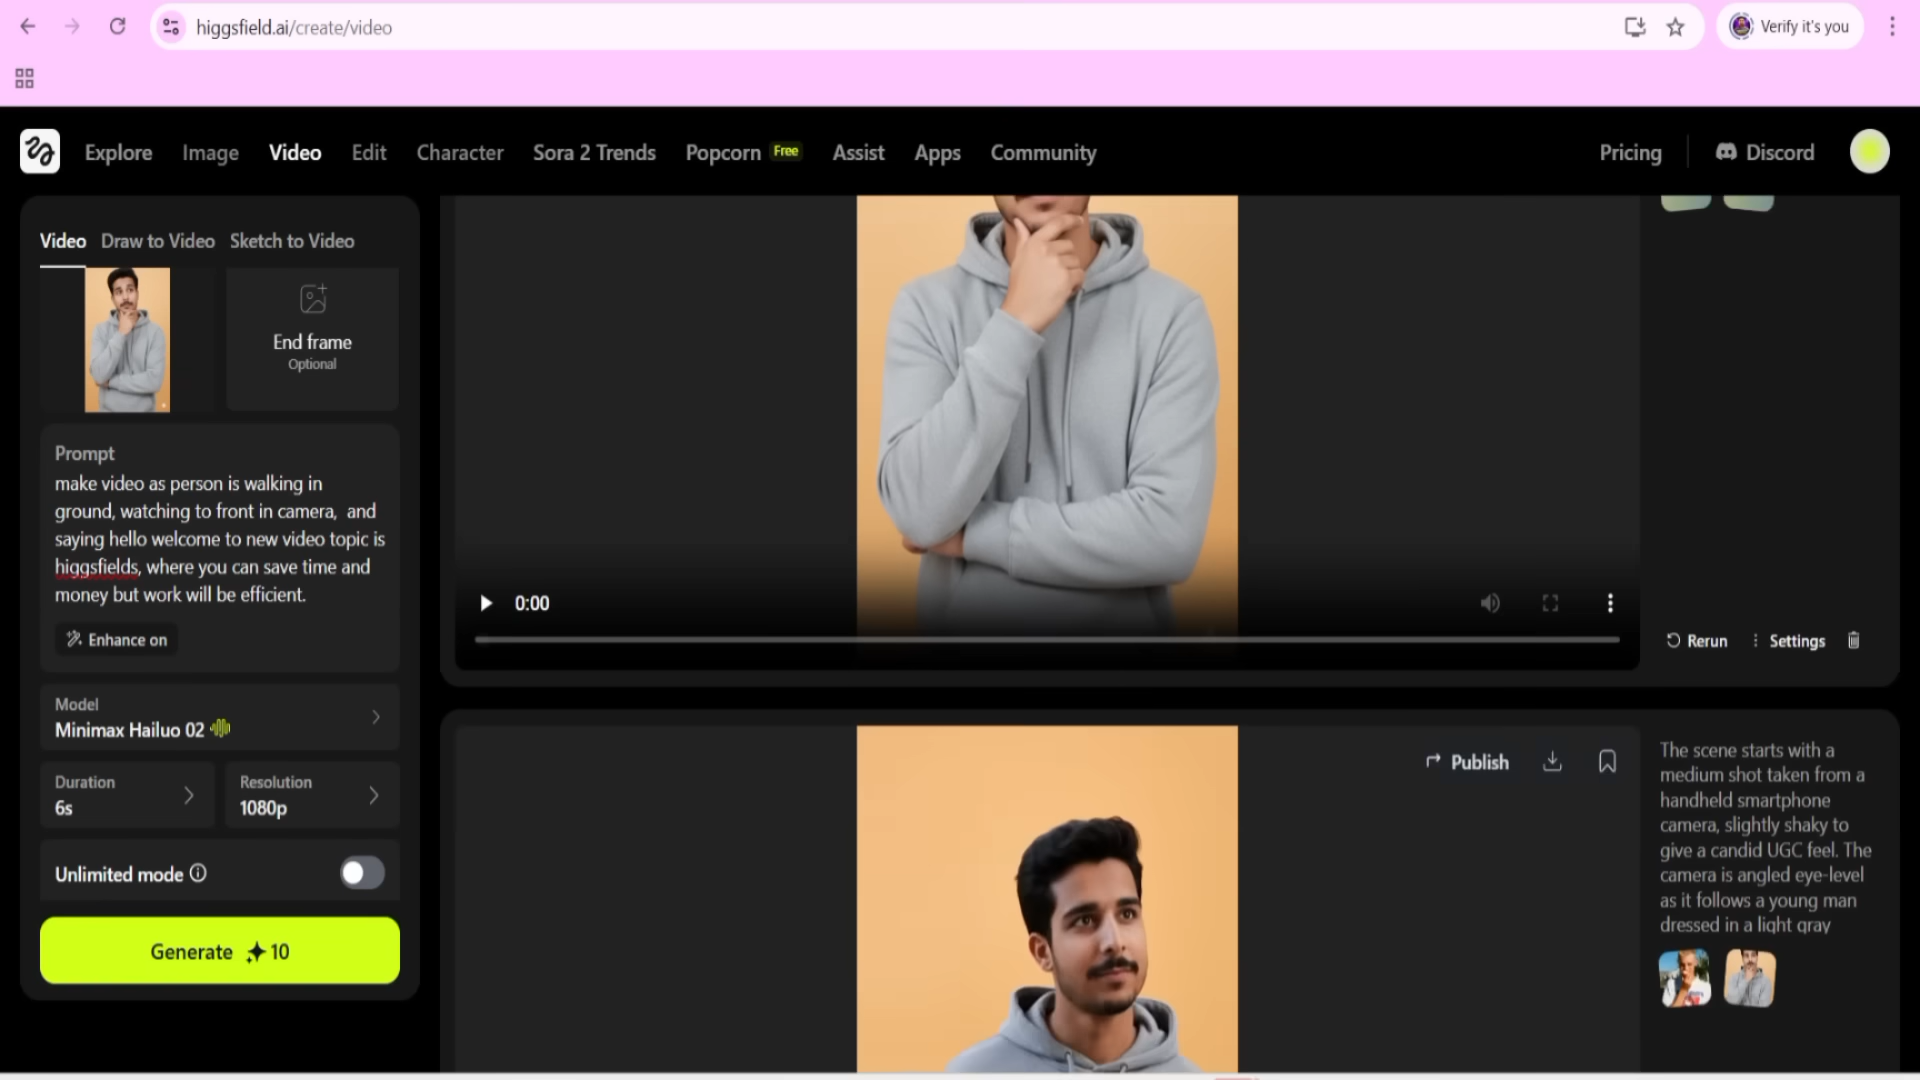 higgsfield.ai/create/video
Verify it's you
Explore
Image
Video
Edit
Character
Sora 2 Trends
Popcorn Free
Assist
Apps
Community
Pricing
Discord
Video
Draw to Video
Sketch to Video
End frame
Optional
Prompt
make video as person is walking in
ground, watching to front in camera,  and
saying hello welcome to new video topic is
higgsfields, where you can save time and
money but work will be efficient.
Enhance on
Model
Minimax Hailuo 02
Duration
6s
Resolution
1080p
Unlimited mode
Generate 10
0:00
Rerun
Settings
Publish
The scene starts with a
medium shot taken from a
handheld smartphone
camera, slightly shaky to
give a candid UGC feel. The
camera is angled eye-level
as it follows a young man
dressed in a light gray